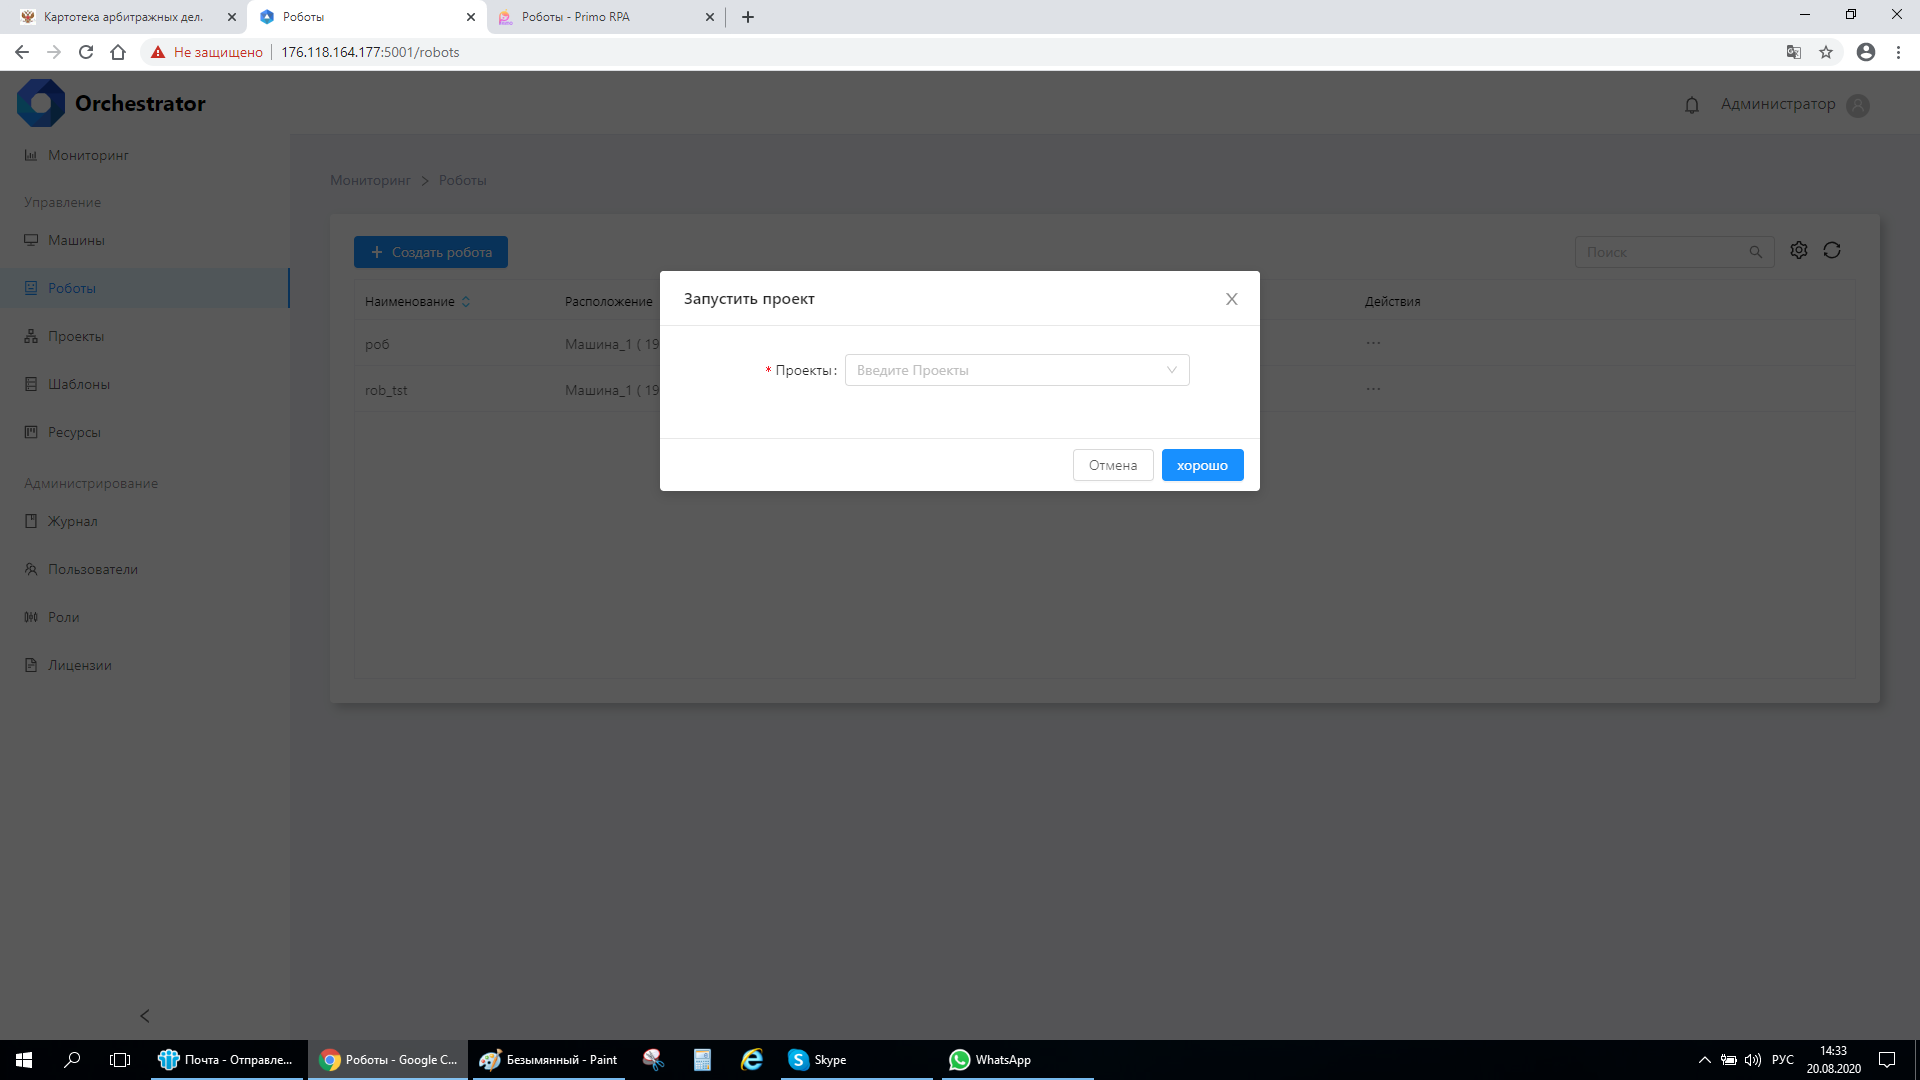 Картотека арбитражных дел.
Роботы
Роботы - Primo RPA
Не защищено
176.118.164.177:5001/robots
Orchestrator
Администратор
Мониторинг
Управление
Машины
Роботы
Проекты
Шаблоны
Ресурсы
Администрирование
Журнал
Пользователи
Роли
Лицензии
Мониторинг > Роботы
+ Создать робота
Поиск
Наименование
Расположение
Действия
роб
Машина_1 ( 19
...
rob_tst
Машина_1 ( 19
...
Запустить проект
* Проекты:
Введите Проекты
Отмена
хорошо
Почта - Отправле...
Роботы - Google C...
Безымянный - Paint
Skype
WhatsApp
РУС
14:33
20.08.2020